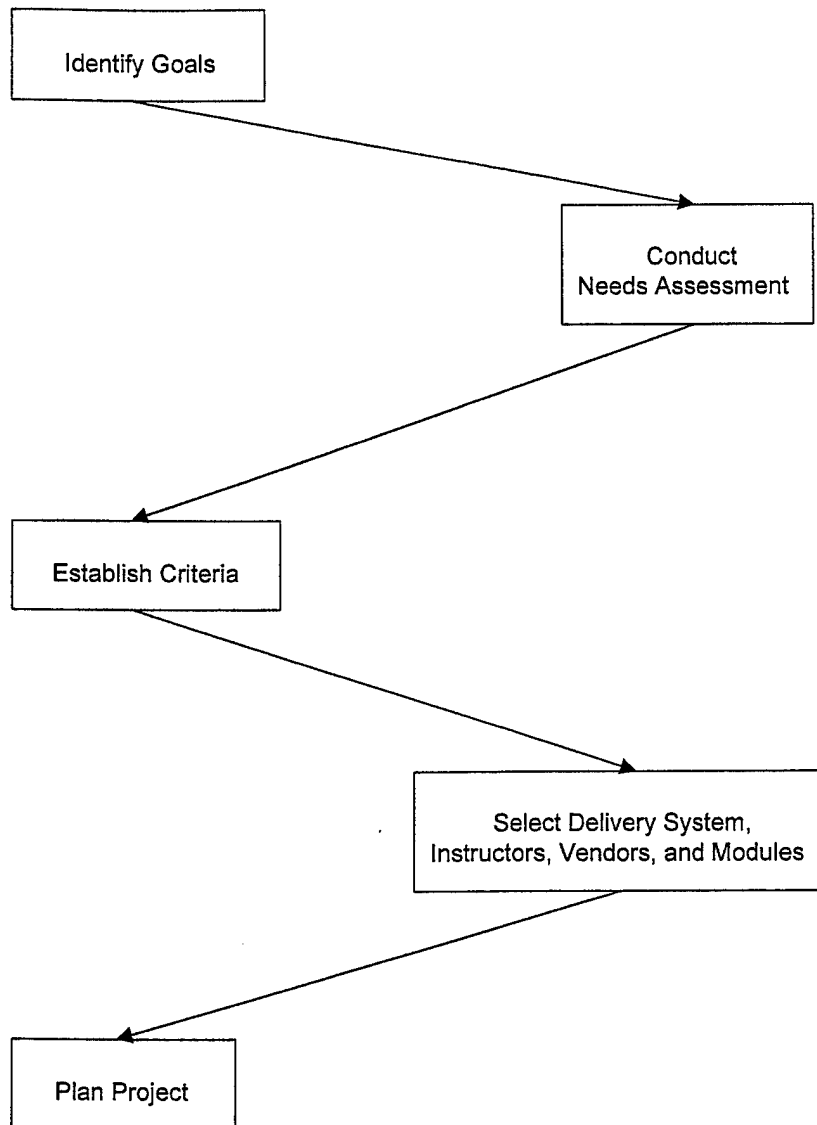 Identify Goals
Conduct
Needs Assessment
Establish Criteria
Select Delivery System,
Instructors, Vendors, and Modules
Plan Project